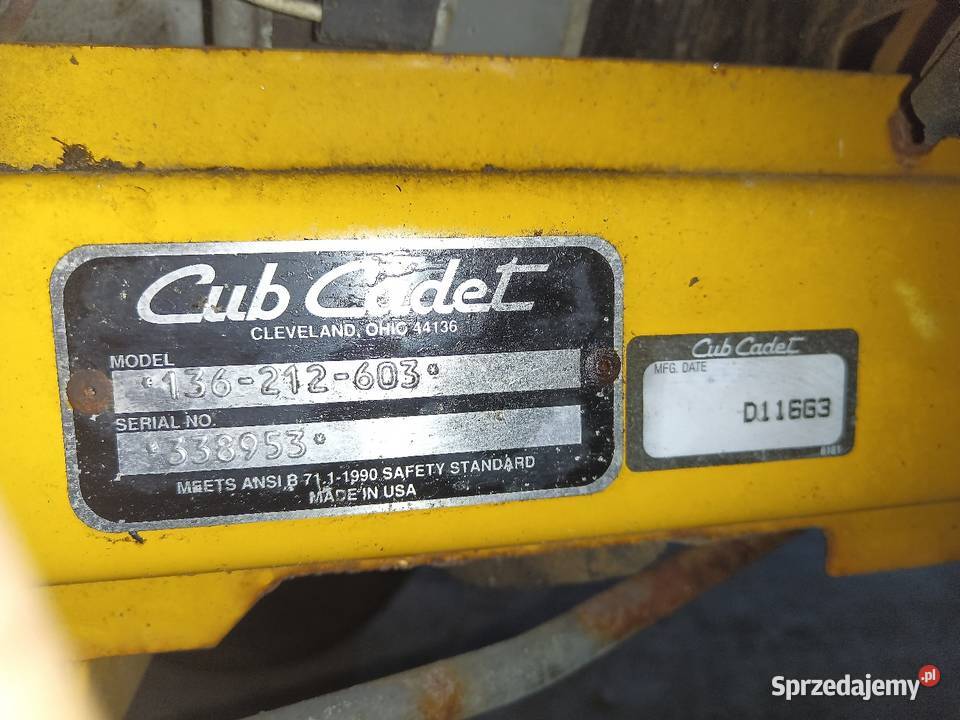 Cub Cadet
CLEVELAND, OHIO 44136
MODEL
*136-212-603*
SERIAL NO.
*338953*
MEETS ANSI B 71.1-1990 SAFETY STANDARD
MADE IN USA
Cub Cadet
MFG. DATE
D116G3
Sprzedajemy.pl